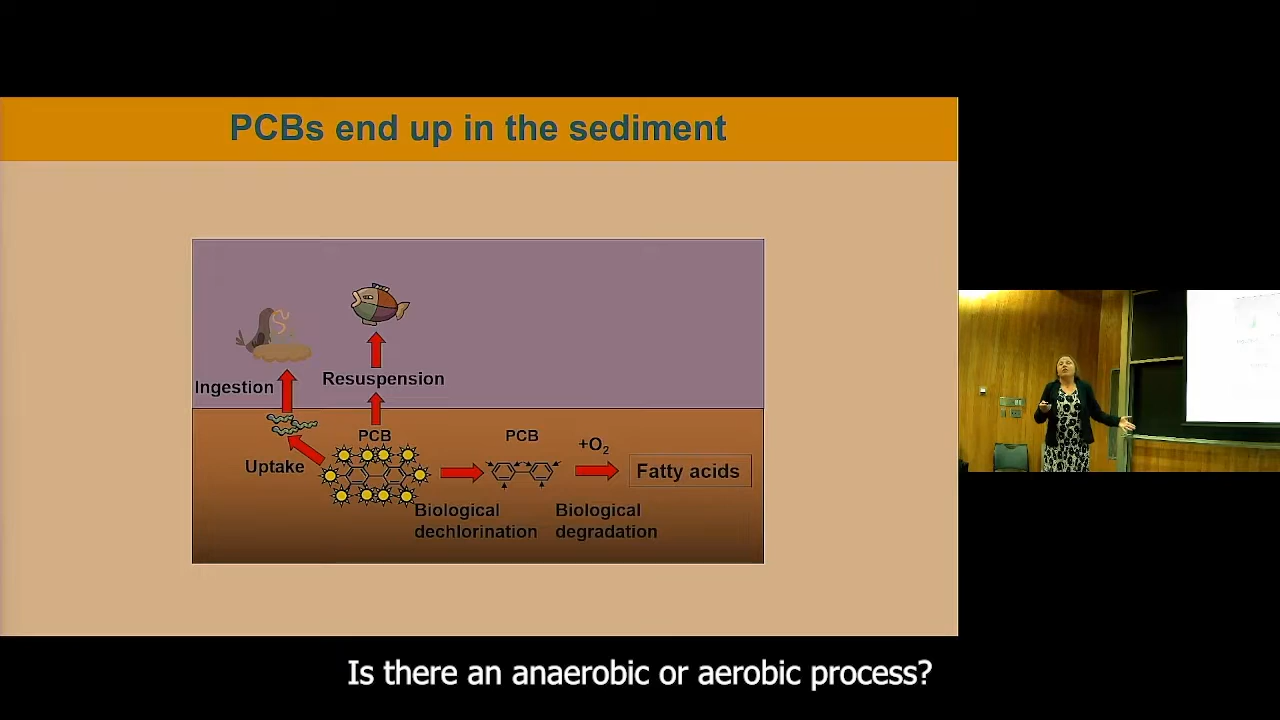 PCBs end up in the sediment
Ingestion
Resuspension
PCB
PCB
+O₂
Uptake
Fatty acids
Biological
dechlorination
Biological
degradation
Is there an anaerobic or aerobic process?